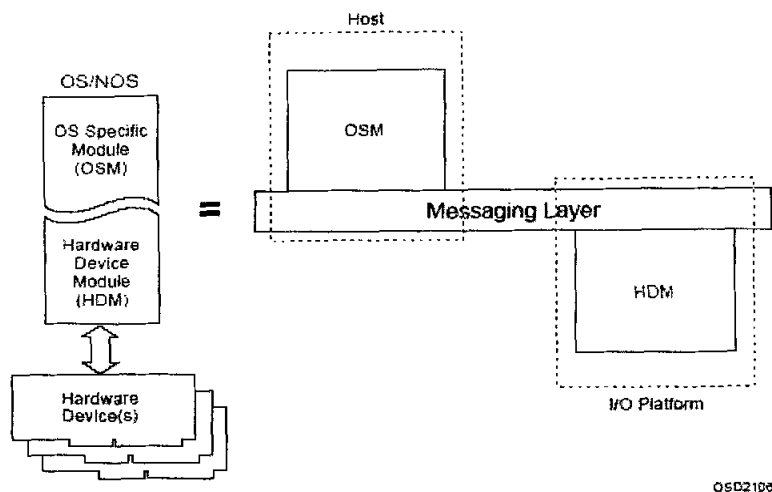 Host
OS/NOS
OS Specific
Module
(OSM)
OSM
=
Messaging Layer
Hardware
Device
Module
(HDM)
HDM
Hardware
Device(s)
I/O Platform
OSD2106